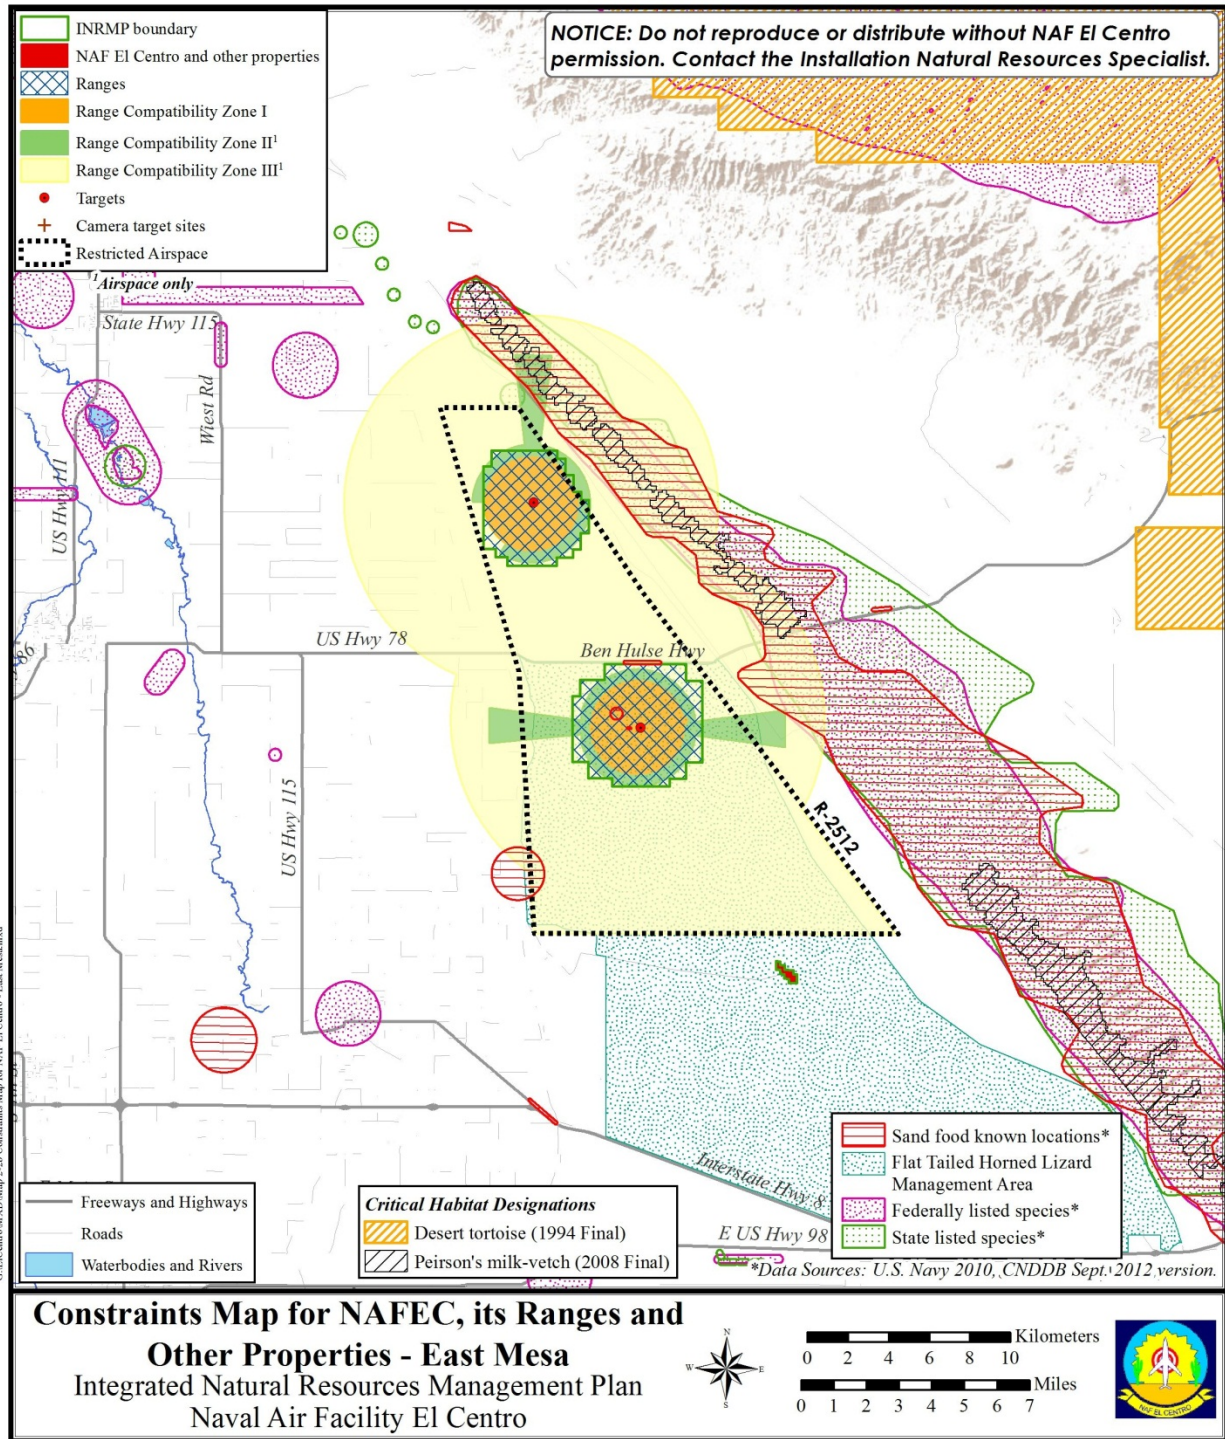 INRMP boundary
NAF El Centro and other properties
Ranges
Range Compatibility Zone I
Range Compatibility Zone II¹
Range Compatibility Zone III¹
Targets
Camera target sites
Restricted Airspace
¹Airspace only
NOTICE: Do not reproduce or distribute without NAF El Centro
permission. Contact the Installation Natural Resources Specialist.
State Hwy 115
Wiest Rd
US Hwy 111
86
US Hwy 78
Ben Hulse Hwy
US Hwy 115
R-2512
Interstate Hwy 8
E US Hwy 98
Sand food known locations*
Flat Tailed Horned Lizard
Management Area
Federally listed species*
State listed species*
Freeways and Highways
Roads
Waterbodies and Rivers
Critical Habitat Designations
Desert tortoise (1994 Final)
Peirson's milk-vetch (2008 Final)
*Data Sources: U.S. Navy 2010, CNDDB Sept. 2012 version.
Constraints Map for NAFEC, its Ranges and
Other Properties - East Mesa
Integrated Natural Resources Management Plan
Naval Air Facility El Centro
N
W
E
S
Kilometers
0 2 4 6 8 10
Miles
0 1 2 3 4 5 6 7
NAF EL CENTRO